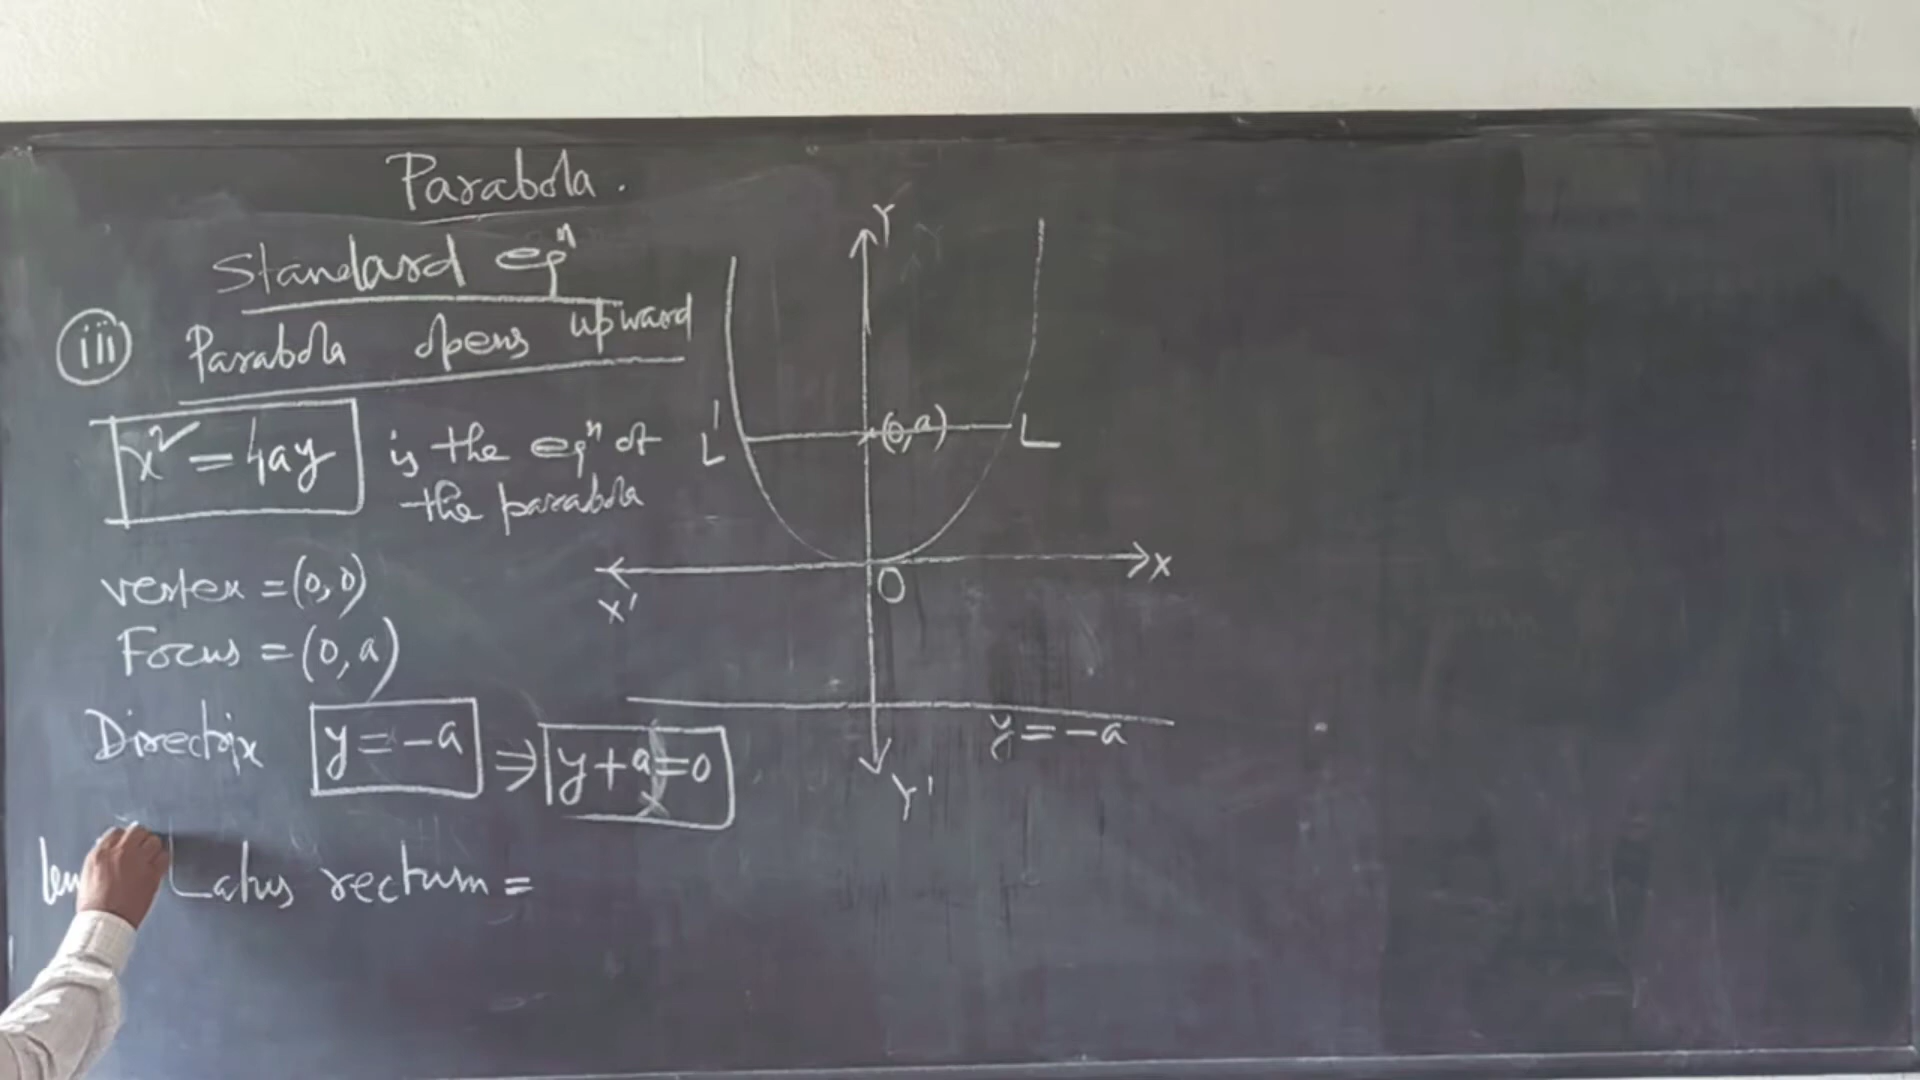 Parabola.
Standard eqⁿ
(iii) Parabola opens upward
x² = 4ay is the eqⁿ of
the parabola
vertex = (0,0)
Focus = (0,a)
Directrix y = -a ⇒ y+a=0
Latus rectum =
Y
L' (0,a) L
X' O X
y = -a
Y'